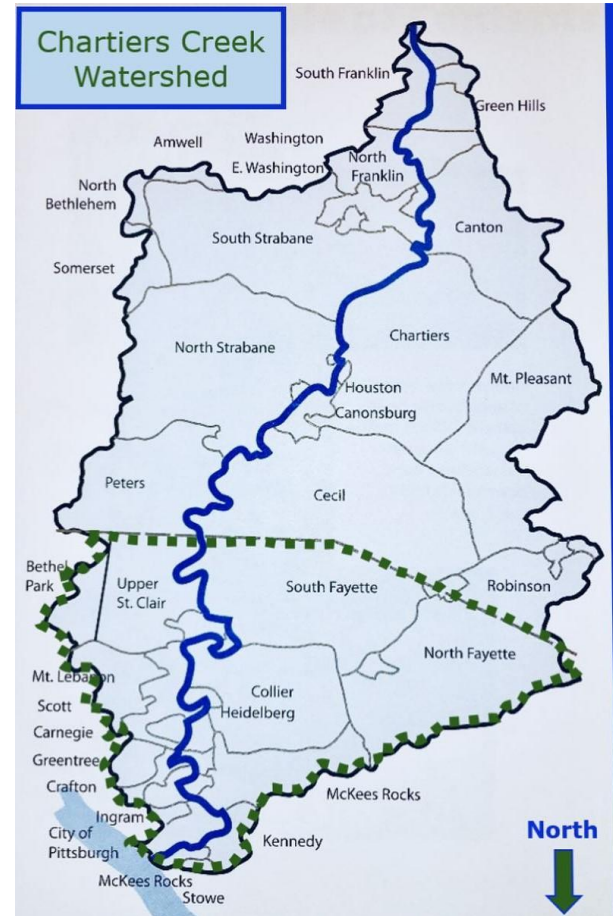 Chartiers Creek
Watershed
South Franklin
Green Hills
Amwell
Washington
E. Washington
North
Franklin
North
Bethlehem
South Strabane
Canton
Somerset
Chartiers
North Strabane
Mt. Pleasant
Houston
Canonsburg
Peters
Cecil
Bethel
Park
Upper
St. Clair
South Fayette
Robinson
North Fayette
Mt. Lebanon
Collier
Heidelberg
Scott
Carnegie
Greentree
Crafton
McKees Rocks
Ingram
City of
Pittsburgh
Kennedy
McKees Rocks
Stowe
North